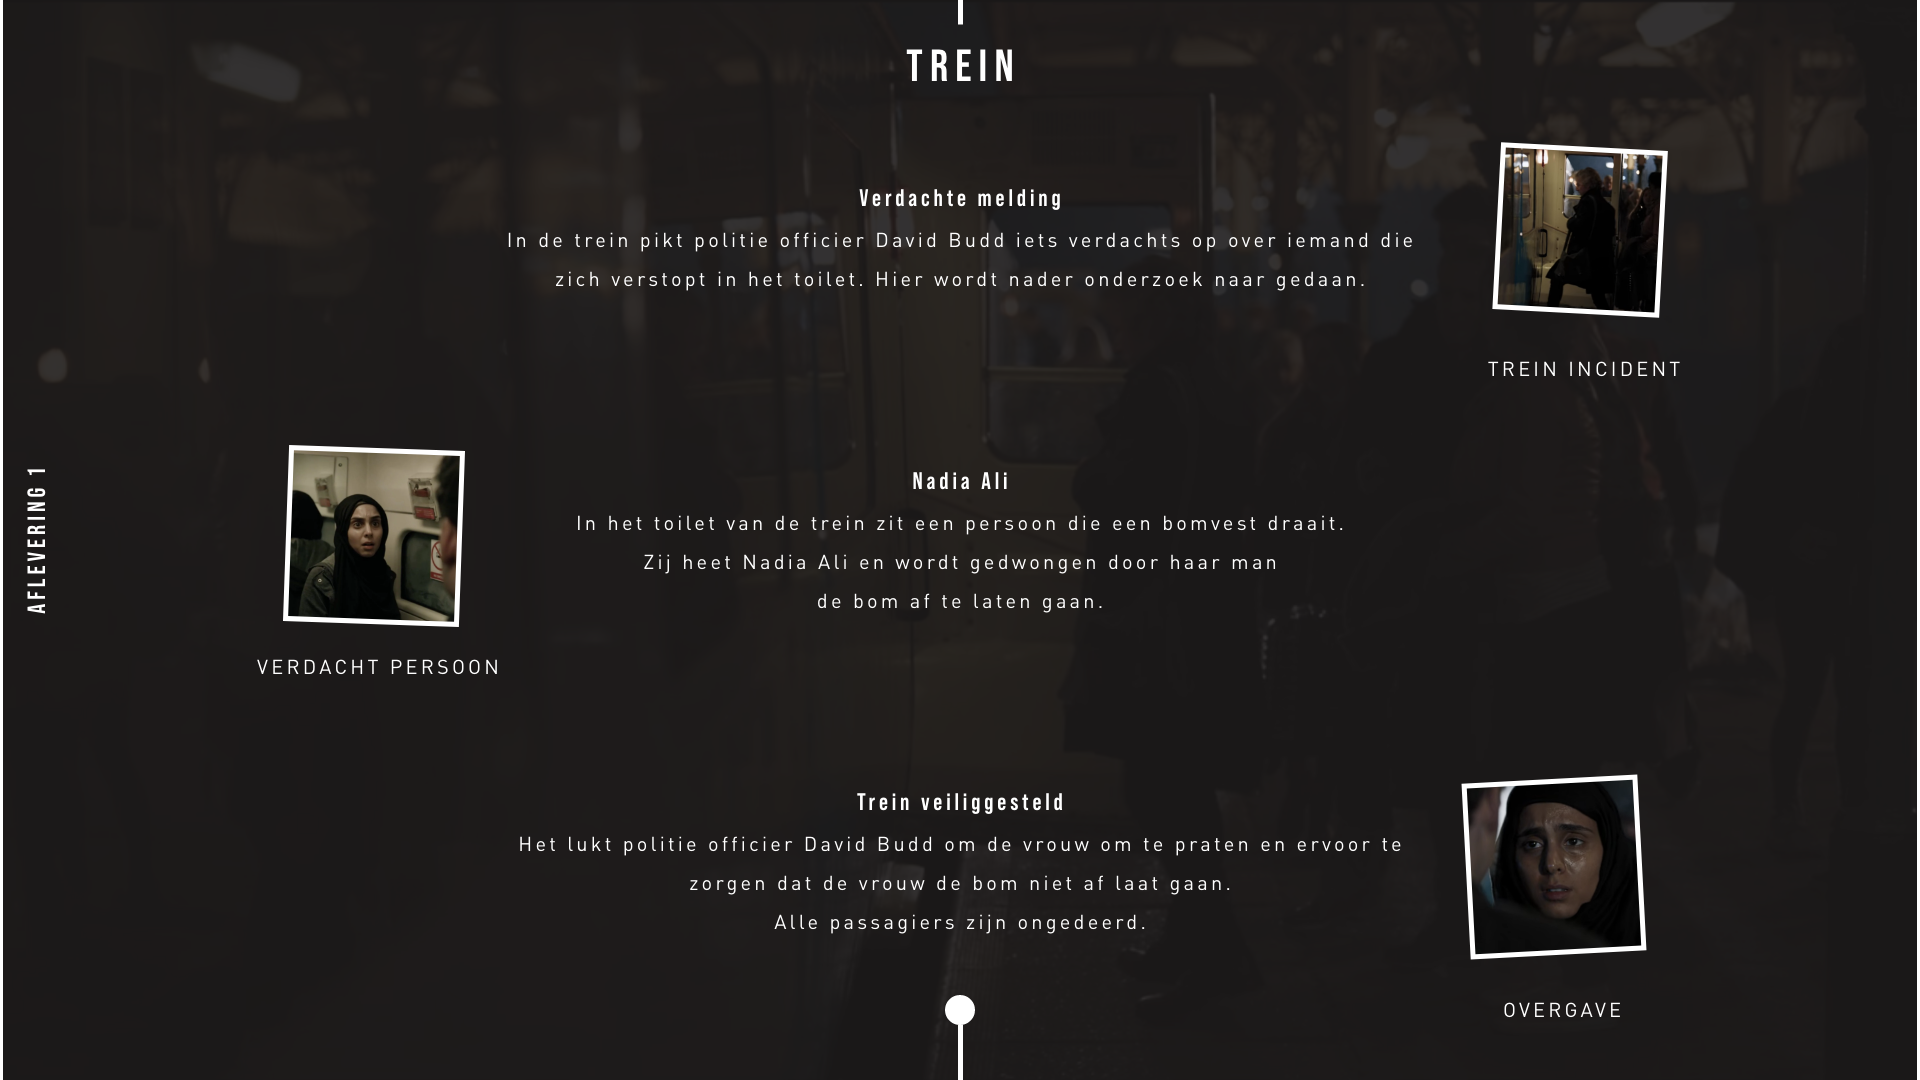 TREIN
Verdachte melding
In de trein pikt politie officier David Budd iets verdachts op over iemand die
zich verstopt in het toilet. Hier wordt nader onderzoek naar gedaan.
TREIN INCIDENT
AFLEVERING 1
Nadia Ali
In het toilet van de trein zit een persoon die een bomvest draait.
Zij heet Nadia Ali en wordt gedwongen door haar man
de bom af te laten gaan.
VERDACHT PERSOON
Trein veiliggesteld
Het lukt politie officier David Budd om de vrouw om te praten en ervoor te
zorgen dat de vrouw de bom niet af laat gaan.
Alle passagiers zijn ongedeerd.
OVERGAVE